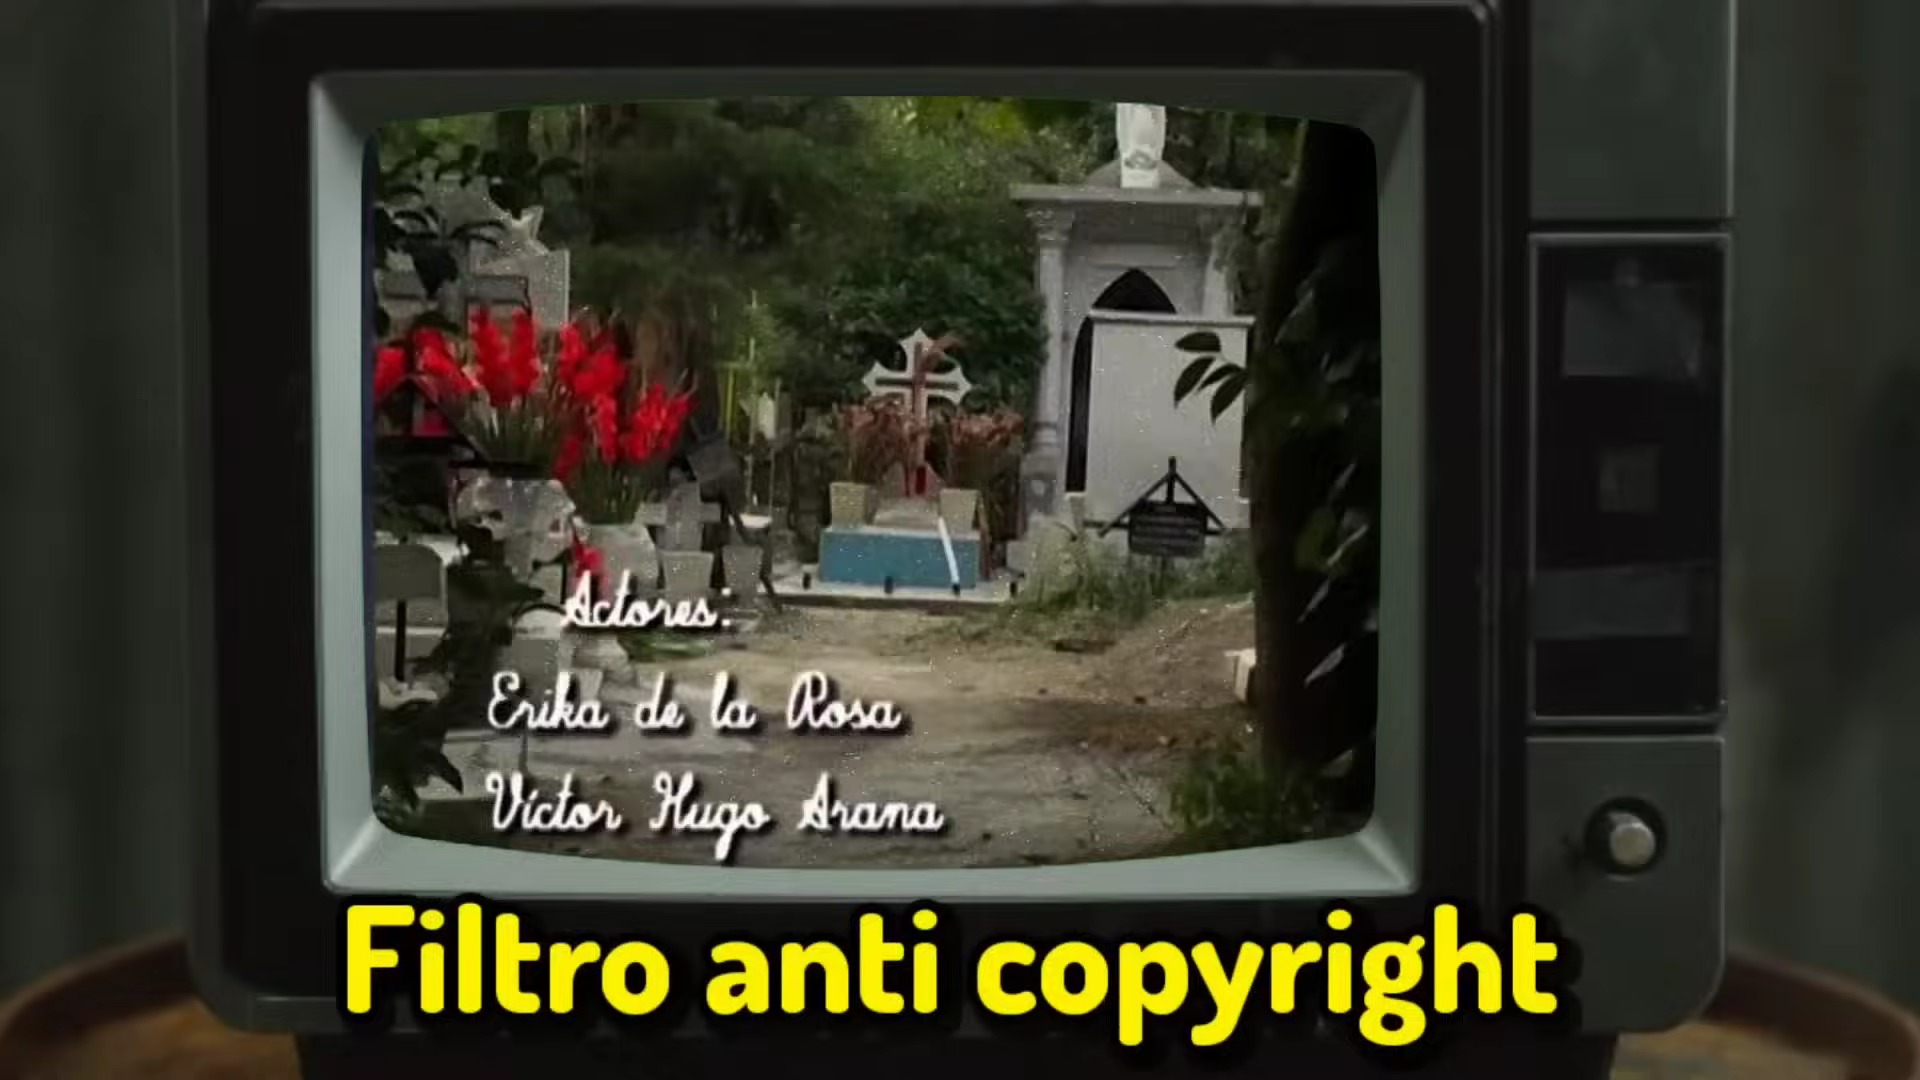 Actores:
Erika de la Rosa
Víctor Hugo Arana
Filtro anti copyright